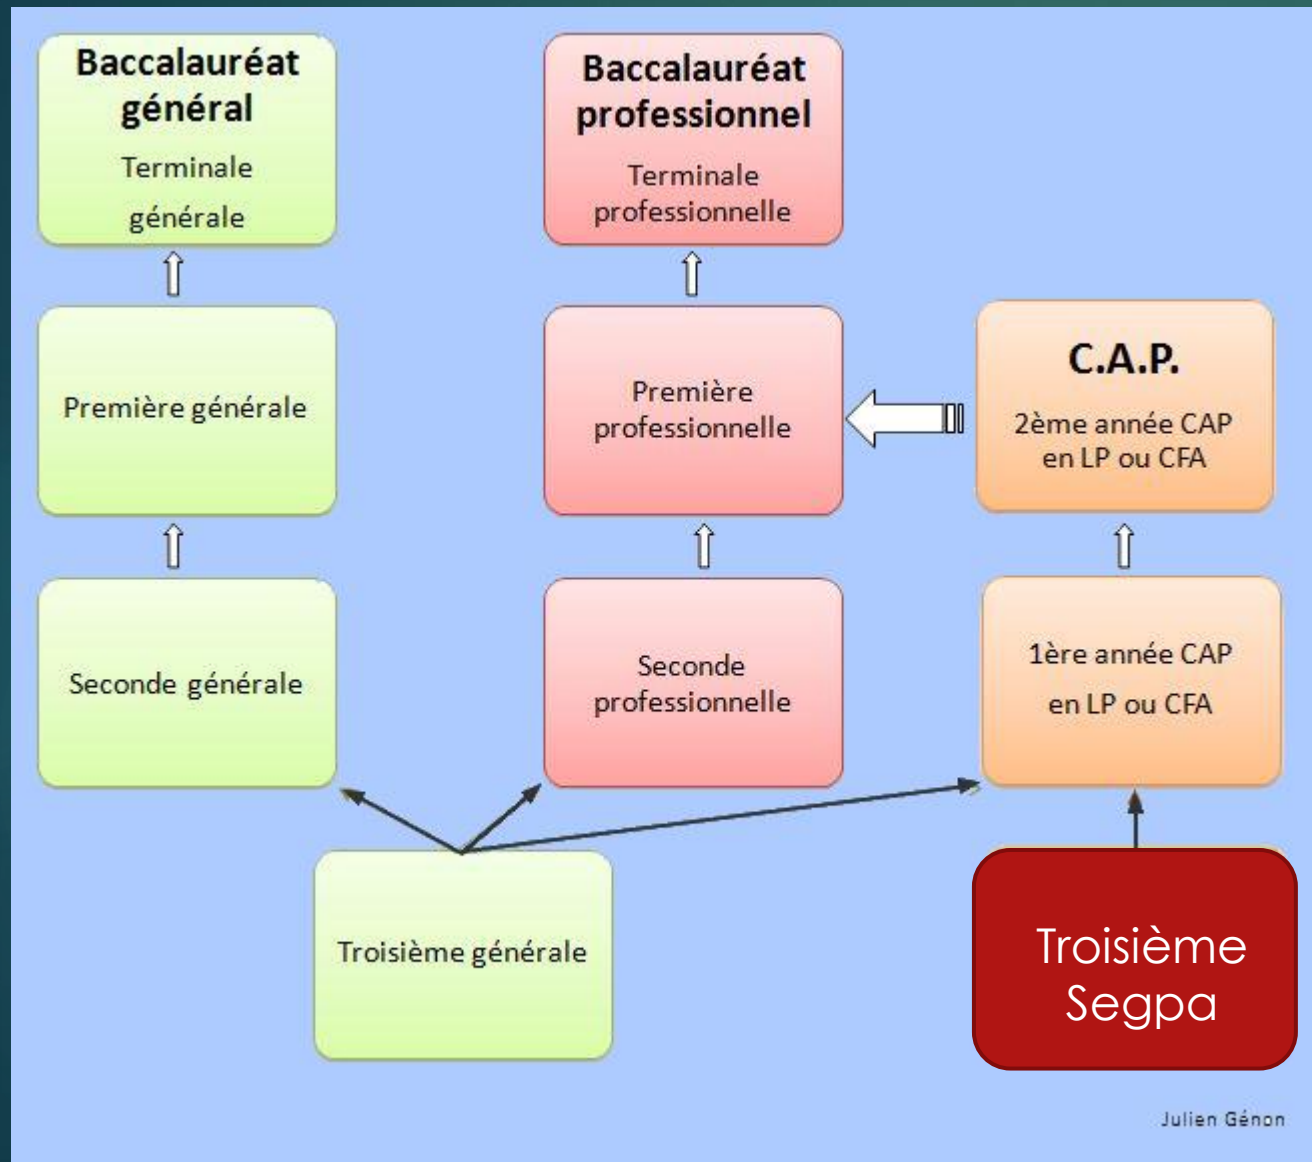 Baccalauréat
général
Terminale
générale
Baccalauréat
professionnel
Terminale
professionnelle
Première générale
Première
professionnelle
C.A.P.
2ème année CAP
en LP ou CFA
Seconde générale
Seconde
professionnelle
1ère année CAP
en LP ou CFA
Troisième générale
Troisième
Segpa
Julien Génon